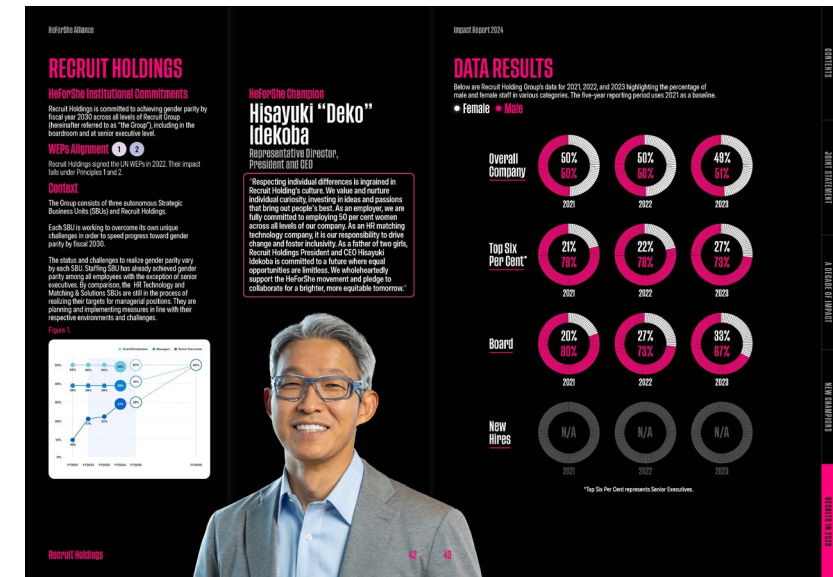 HeForShe Alliance
RECRUIT HOLDINGS
HeForShe Institutional Commitments
Recruit Holdings is committed to achieving gender parity by
fiscal year 2030 across all levels of Recruit Group
(hereinafter referred to as "the Group"), including in the
boardroom and at senior executive level.
WEPs Alignment 1 2
Recruit Holdings signed the UN WEPs in 2022. Their impact
falls under Principles 1 and 2.
Context
The Group consists of three autonomous Strategic
Business Units (SBUs) and Recruit Holdings.
Each SBU is working to overcome its own unique
challenges in order to speed progress toward gender
parity by fiscal 2030.
The status and challenges to realize gender parity vary
by each SBU. Staffing SBU has already achieved gender
parity among all employees with the exception of senior
executives. By comparison, the HR Technology and
Matching & Solutions SBUs are still in the process of
realizing their targets for managerial positions. They are
planning and implementing measures in line with their
respective environments and challenges.
Figure 1.
Overall Employees Managers Senior Executives
Recruit Holdings
42
HeForShe Champion
Hisayuki "Deko"
Idekoba
Representative Director,
President and CEO
"Respecting individual differences is ingrained in
Recruit Holding's culture. We value and nurture
individual curiosity, investing in ideas and passions
that bring out people's best. As an employer, we are
fully committed to employing 50 per cent women
across all levels of our company. As an HR matching
technology company, it is our responsibility to drive
change and foster inclusivity. As a father of two girls,
Recruit Holdings President and CEO Hisayuki
Idekoba is committed to a future where equal
opportunities are limitless. We wholeheartedly
support the HeForShe movement and pledge to
collaborate for a brighter, more equitable tomorrow."
Impact Report 2024
DATA RESULTS
Below are Recruit Holding Group's data for 2021, 2022, and 2023 highlighting the percentage of
male and female staff in various categories. The five-year reporting period uses 2021 as a baseline.
Female Male
Overall
Company
50% 50% 49%
50% 50% 51%
2021 2022 2023
Top Six
Per Cent*
21% 22% 27%
79% 78% 73%
2021 2022 2023
Board
20% 27% 33%
80% 73% 67%
2021 2022 2023
New
Hires
N/A N/A N/A
2021 2022 2023
*Top Six Per Cent represents Senior Executives.
43
CONTENTS
JOINT STATEMENT
A DECADE OF IMPACT
NEW CHAMPIONS